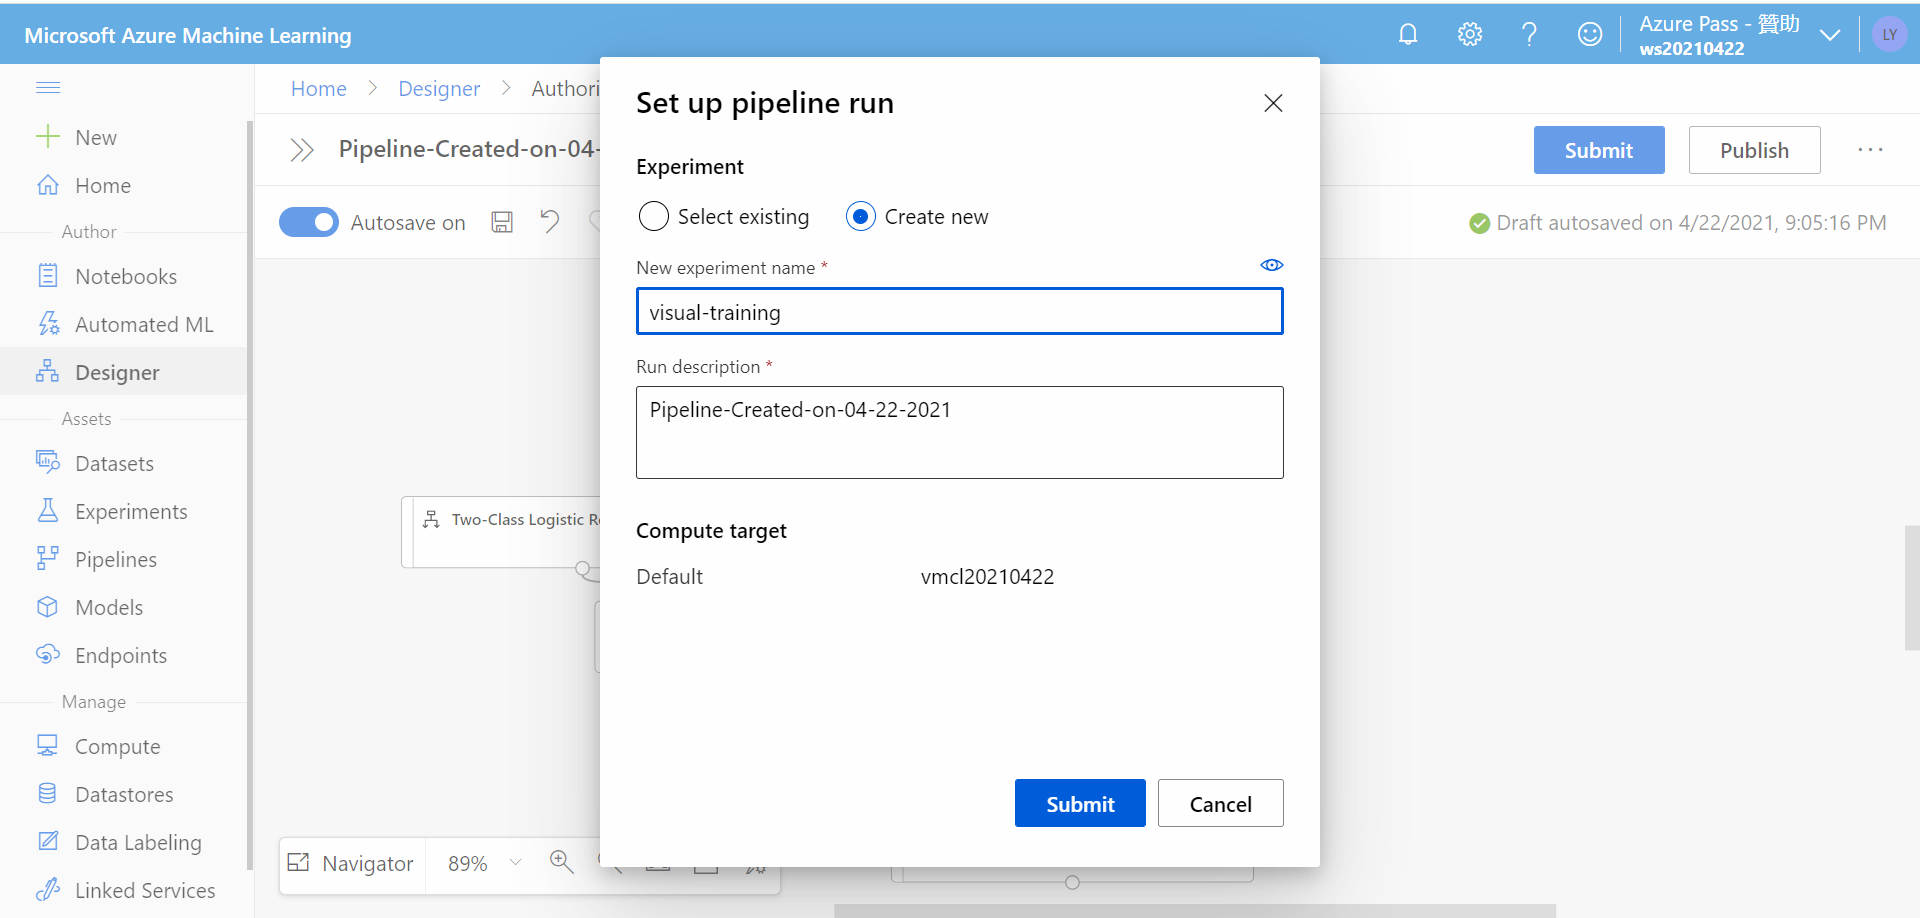 Microsoft Azure Machine Learning
Azure Pass - 贊助
ws20210422
LY
New
Home
Author
Notebooks
Automated ML
Designer
Assets
Datasets
Experiments
Pipelines
Models
Endpoints
Manage
Compute
Datastores
Data Labeling
Linked Services
Home
Designer
Authori
Pipeline-Created-on-04-
Submit
Publish
Autosave on
Draft autosaved on 4/22/2021, 9:05:16 PM
Two-Class Logistic R
Navigator
89%
Set up pipeline run
Experiment
Select existing
Create new
New experiment name *
visual-training
Run description *
Pipeline-Created-on-04-22-2021
Compute target
Default vmcl20210422
Submit
Cancel